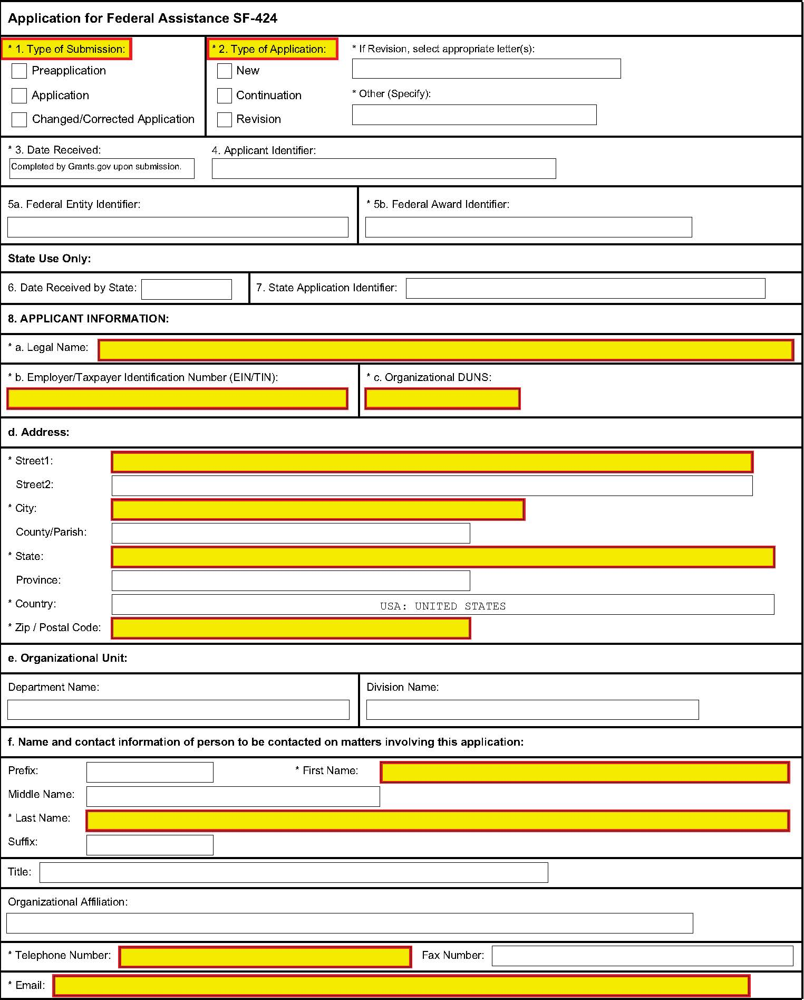 Application for Federal Assistance SF-424
* 1. Type of Submission:
Preapplication
Application
Changed/Corrected Application
* 2. Type of Application:
New
Continuation
Revision
* If Revision, select appropriate letter(s):
* Other (Specify):
* 3. Date Received:
Completed by Grants.gov upon submission.
4. Applicant Identifier:
5a. Federal Entity Identifier:
* 5b. Federal Award Identifier:
State Use Only:
6. Date Received by State:
7. State Application Identifier:
8. APPLICANT INFORMATION:
* a. Legal Name:
* b. Employer/Taxpayer Identification Number (EIN/TIN):
* c. Organizational DUNS:
d. Address:
* Street1:
Street2:
* City:
County/Parish:
* State:
Province:
* Country:
USA: UNITED STATES
* Zip / Postal Code:
e. Organizational Unit:
Department Name:
Division Name:
f. Name and contact information of person to be contacted on matters involving this application:
Prefix:
* First Name:
Middle Name:
* Last Name:
Suffix:
Title:
Organizational Affiliation:
* Telephone Number:
Fax Number:
* Email: